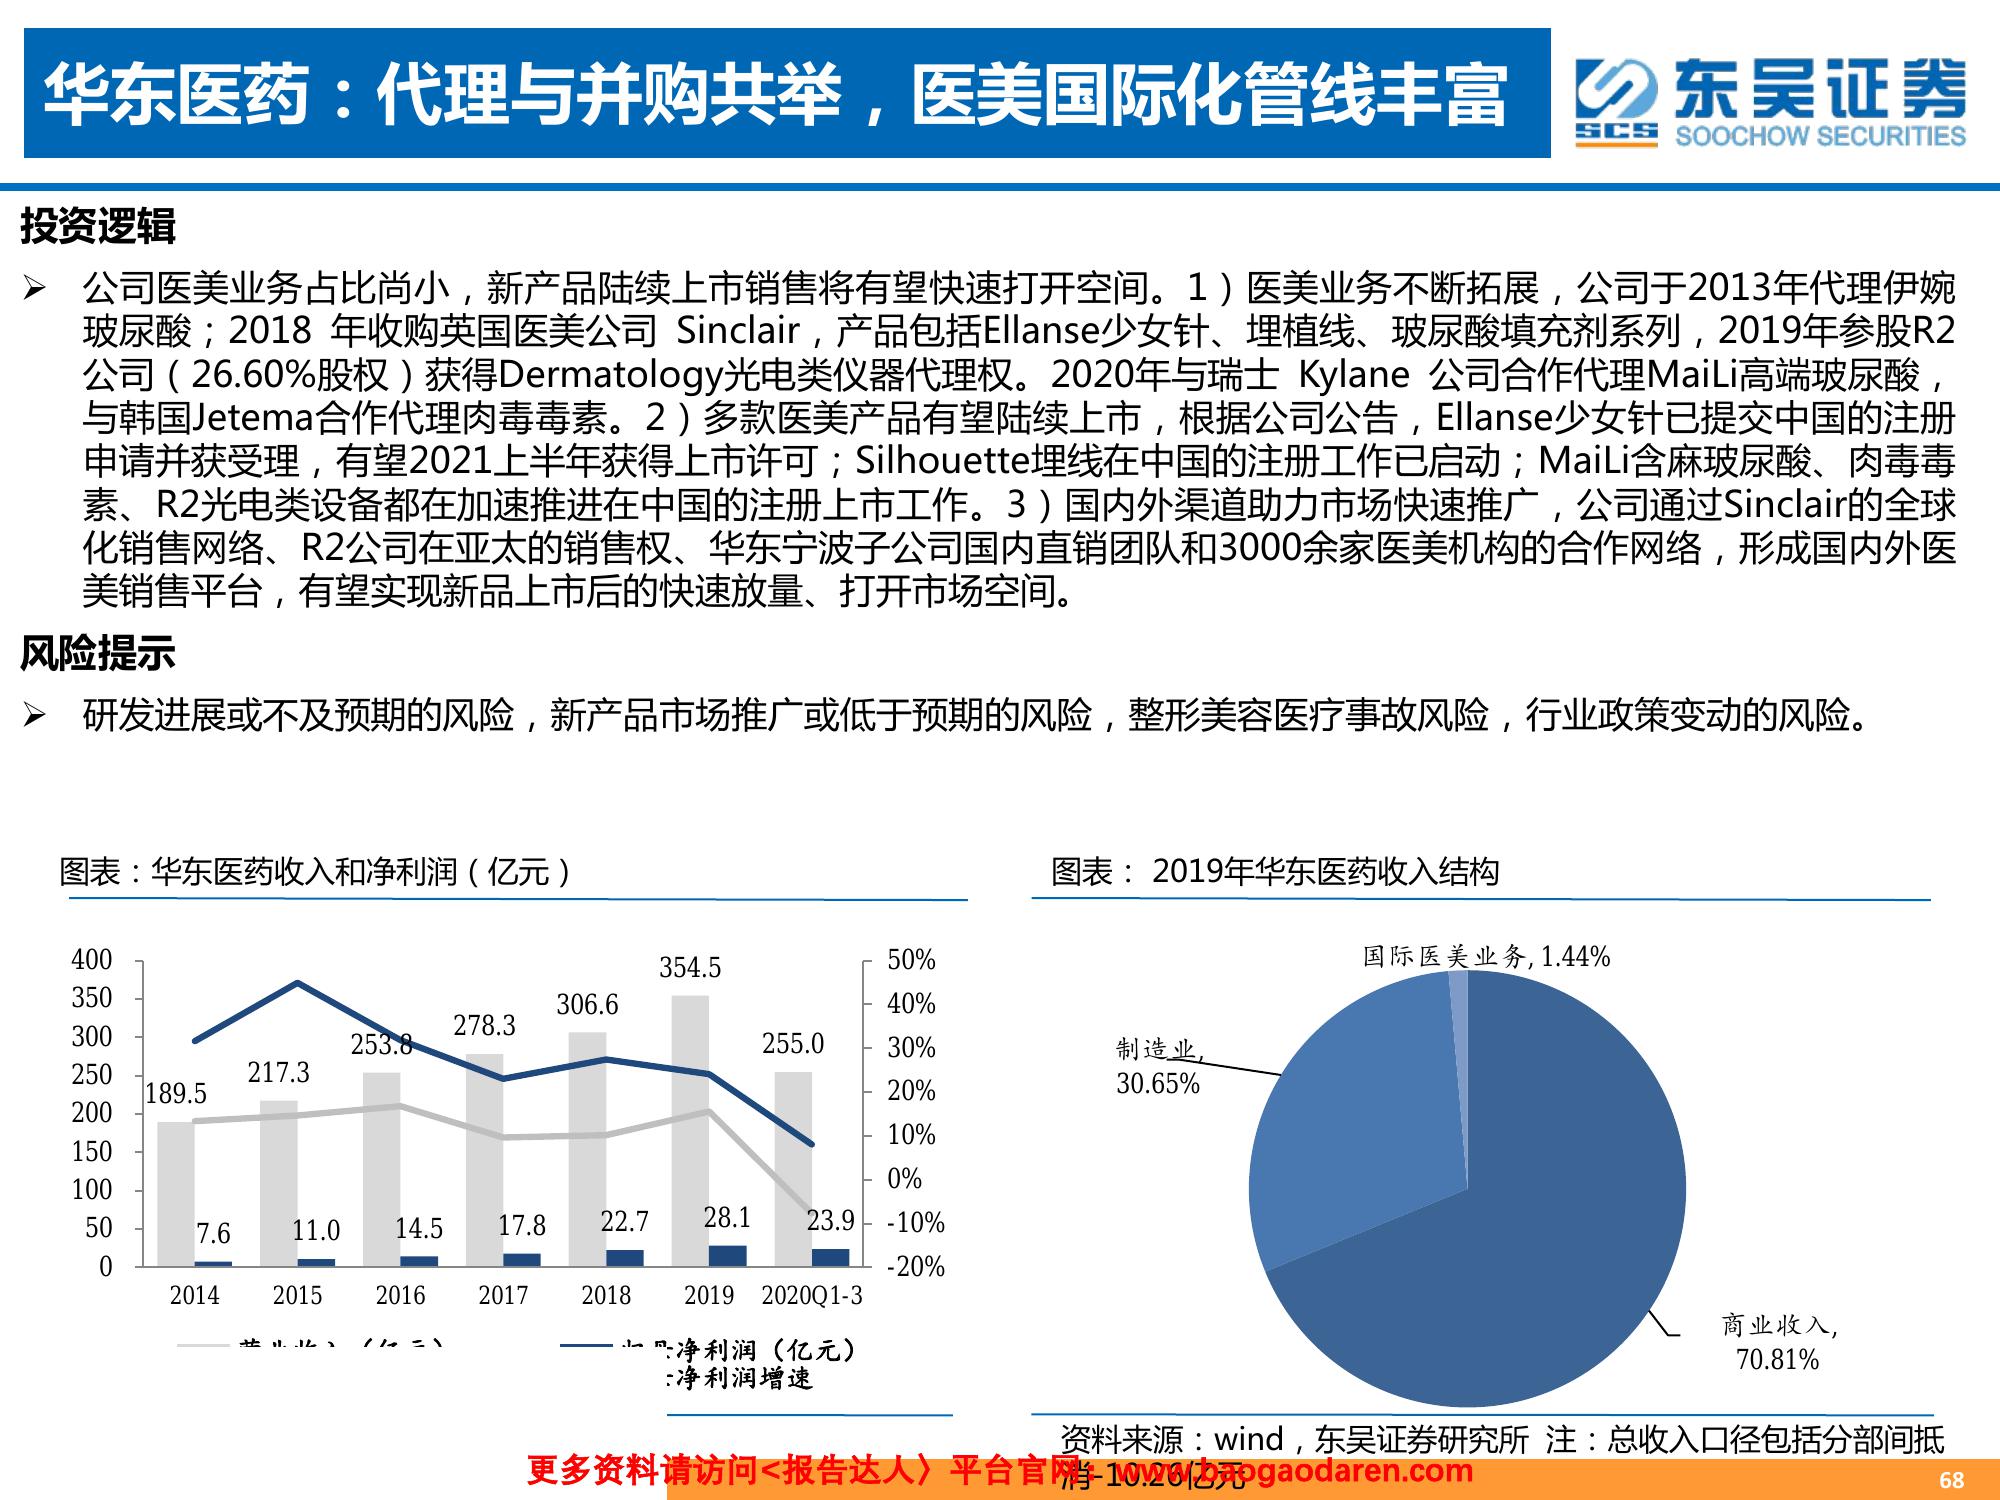 华东医药：代理与并购共举，医美国际化管线丰富
东吴证券
SCS
SOOCHOW SECURITIES
投资逻辑
➢ 公司医美业务占比尚小，新产品陆续上市销售将有望快速打开空间。1）医美业务不断拓展，公司于2013年代理伊婉
玻尿酸；2018 年收购英国医美公司 Sinclair，产品包括Ellanse少女针、埋植线、玻尿酸填充剂系列，2019年参股R2
公司（26.60%股权）获得Dermatology光电类仪器代理权。2020年与瑞士 Kylane 公司合作代理MaiLi高端玻尿酸，
与韩国Jetema合作代理肉毒毒素。2）多款医美产品有望陆续上市，根据公司公告，Ellanse少女针已提交中国的注册
申请并获受理，有望2021上半年获得上市许可；Silhouette埋线在中国的注册工作已启动；MaiLi含麻玻尿酸、肉毒毒
素、R2光电类设备都在加速推进在中国的注册上市工作。3）国内外渠道助力市场快速推广，公司通过Sinclair的全球
化销售网络、R2公司在亚太的销售权、华东宁波子公司国内直销团队和3000余家医美机构的合作网络，形成国内外医
美销售平台，有望实现新品上市后的快速放量、打开市场空间。
风险提示
➢ 研发进展或不及预期的风险，新产品市场推广或低于预期的风险，整形美容医疗事故风险，行业政策变动的风险。
图表：华东医药收入和净利润（亿元）
400
350
300
250
200
150
100
50
0
189.5
217.3
253.8
278.3
306.6
354.5
255.0
7.6
11.0
14.5
17.8
22.7
28.1
23.9
50%
40%
30%
20%
10%
0%
-10%
-20%
2014 2015 2016 2017 2018 2019 2020Q1-3
净利润（亿元）
净利润增速
图表： 2019年华东医药收入结构
国际医美业务, 1.44%
制造业,
30.65%
商业收入,
70.81%
资料来源：wind，东吴证券研究所 注：总收入口径包括分部间抵
消-10.26亿元
更多资料请访问<报告达人〉平台官网：www.baogaodaren.com
68